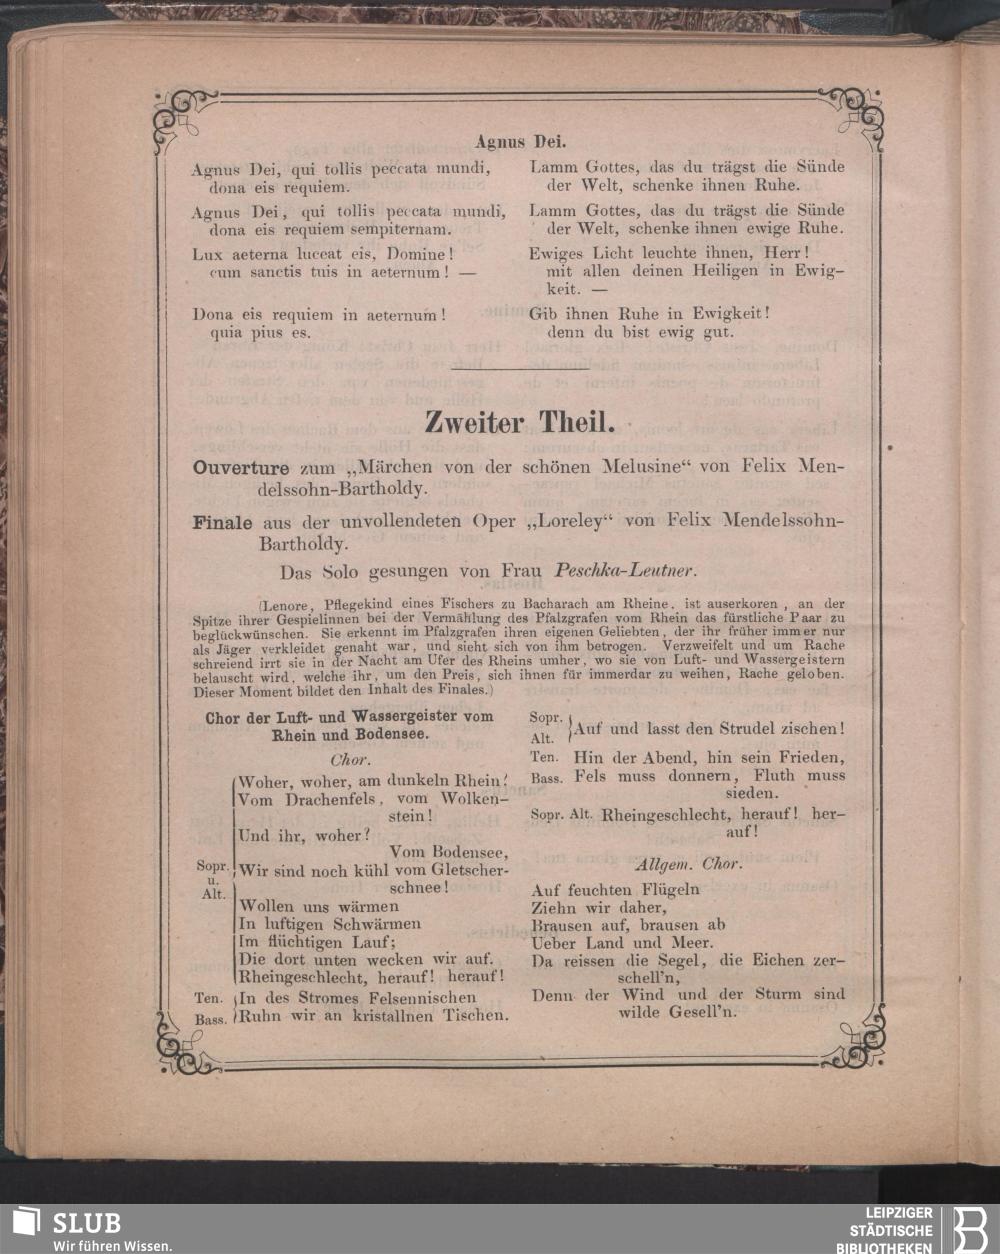 Agnus Dei.
Agnus Dei, qui tollis peccata mundi,
dona eis requiem.
Agnus Dei, qui tollis peccata mundi,
dona eis requiem sempiternam.
Lux aeterna luceat eis, Domine!
cum sanctis tuis in aeternum! —
Dona eis requiem in aeternum!
quia pius es.
Lamm Gottes, das du trägst die Sünde
der Welt, schenke ihnen Ruhe.
Lamm Gottes, das du trägst die Sünde
der Welt, schenke ihnen ewige Ruhe.
Ewiges Licht leuchte ihnen, Herr!
mit allen deinen Heiligen in Ewig-
keit. —
Gib ihnen Ruhe in Ewigkeit!
denn du bist ewig gut.
Zweiter Theil.
Ouverture zum „Märchen von der schönen Melusine“ von Felix Men-
delssohn-Bartholdy.
Finale aus der unvollendeten Oper „Loreley“ von Felix Mendelssohn-
Bartholdy.
Das Solo gesungen von Frau Peschka-Leutner.
(Lenore, Pflegekind eines Fischers zu Bacharach am Rheine, ist auserkoren, an der
Spitze ihrer Gespielinnen bei der Vermählung des Pfalzgrafen vom Rhein das fürstliche Paar zu
beglückwünschen. Sie erkennt im Pfalzgrafen ihren eigenen Geliebten, der ihr früher immer nur
als Jäger verkleidet genaht war, und sieht sich von ihm betrogen. Verzweifelt und um Rache
schreiend irrt sie in der Nacht am Ufer des Rheins umher, wo sie von Luft- und Wassergeistern
belauscht wird, welche ihr, um den Preis, sich ihnen für immerdar zu weihen, Rache geloben.
Dieser Moment bildet den Inhalt des Finales.)
Chor der Luft- und Wassergeister vom
Rhein und Bodensee.
Chor.
Woher, woher, am dunkeln Rhein?
Vom Drachenfels, vom Wolken-
stein!
Und ihr, woher?
Vom Bodensee,
Sopr. u. Alt. Wir sind noch kühl vom Gletscher-
schnee!
Wollen uns wärmen
In luftigen Schwärmen
Im flüchtigen Lauf;
Die dort unten wecken wir auf.
Rheingeschlecht, herauf! herauf!
Ten. In des Stromes Felsennischen
Bass. Ruhn wir an kristallnen Tischen.
Sopr. Alt. Auf und lasst den Strudel zischen!
Ten. Hin der Abend, hin sein Frieden,
Bass. Fels muss donnern, Fluth muss
sieden.
Sopr. Alt. Rheingeschlecht, herauf! her-
auf!
Allgem. Chor.
Auf feuchten Flügeln
Ziehn wir daher,
Brausen auf, brausen ab
Ueber Land und Meer.
Da reissen die Segel, die Eichen zer-
schell'n,
Denn der Wind und der Sturm sind
wilde Gesell'n.
SLUB
Wir führen Wissen.
LEIPZIGER
STÄDTISCHE
BIBLIOTHEKEN